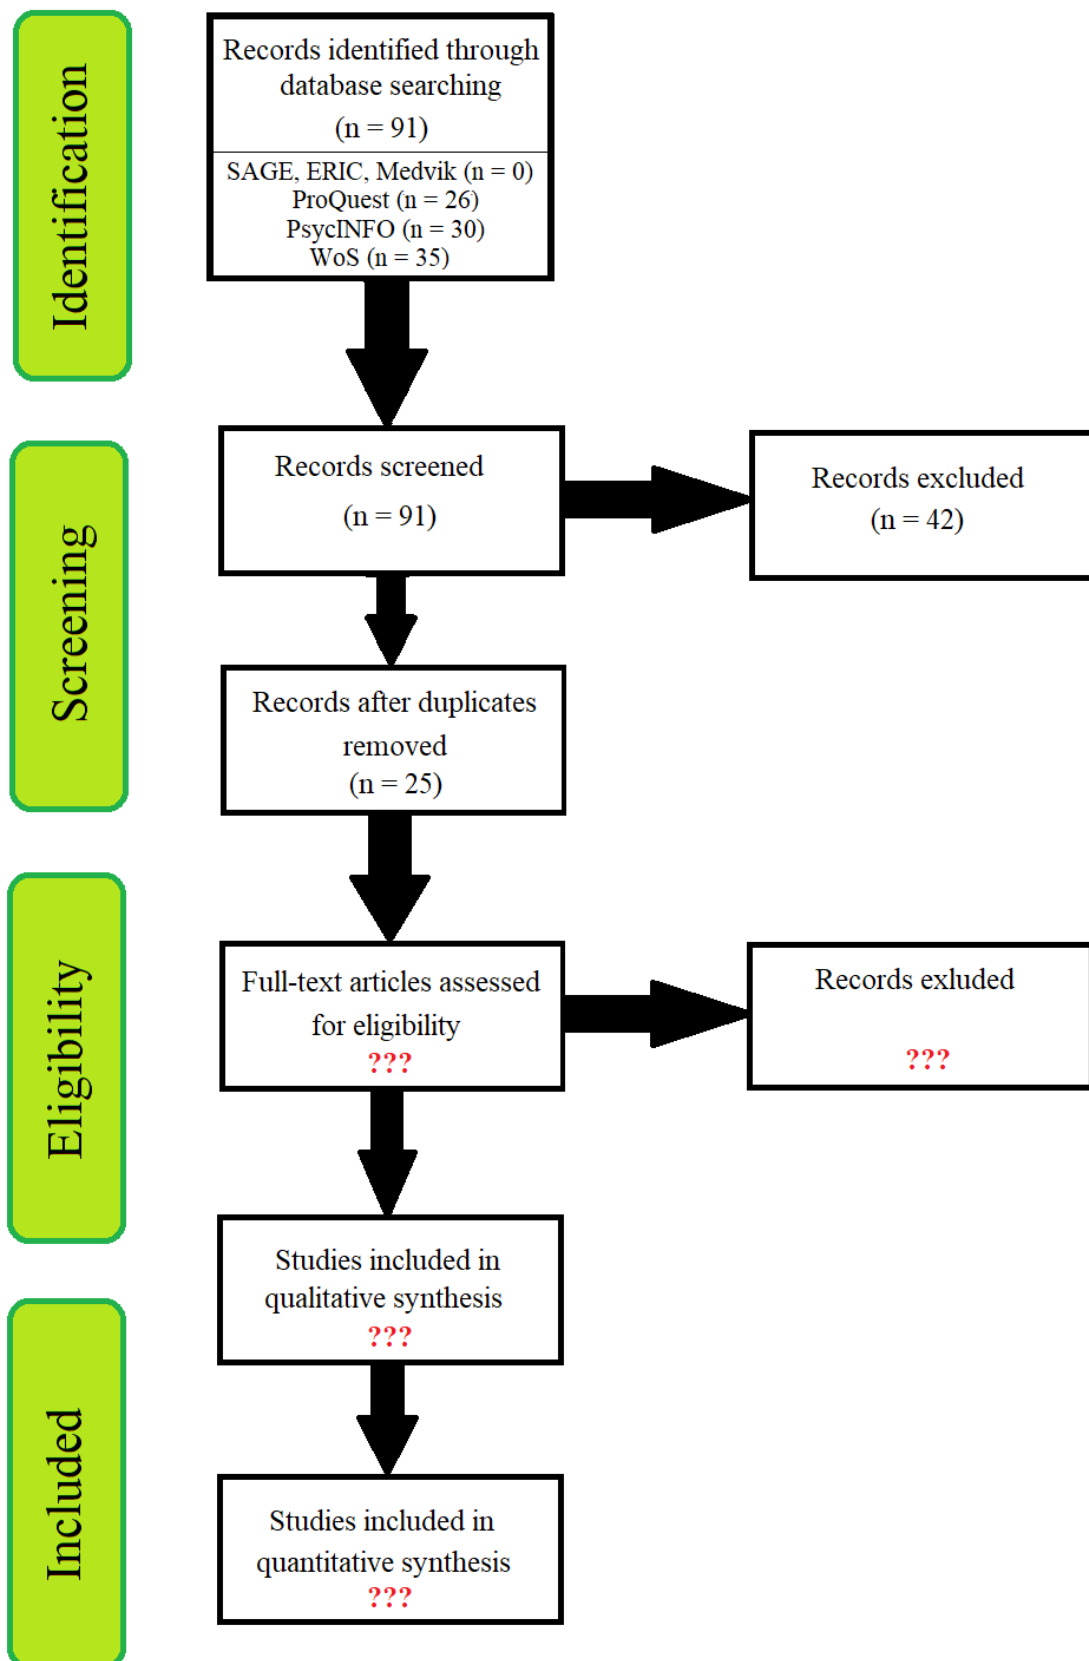 Identification
Records identified through
database searching
(n = 91)
SAGE, ERIC, Medvik (n = 0)
ProQuest (n = 26)
PsycINFO (n = 30)
WoS (n = 35)
Screening
Records screened
(n = 91)
Records excluded
(n = 42)
Records after duplicates
removed
(n = 25)
Eligibility
Full-text articles assessed
for eligibility
???
Records exluded
???
Studies included in
qualitative synthesis
???
Included
Studies included in
quantitative synthesis
???